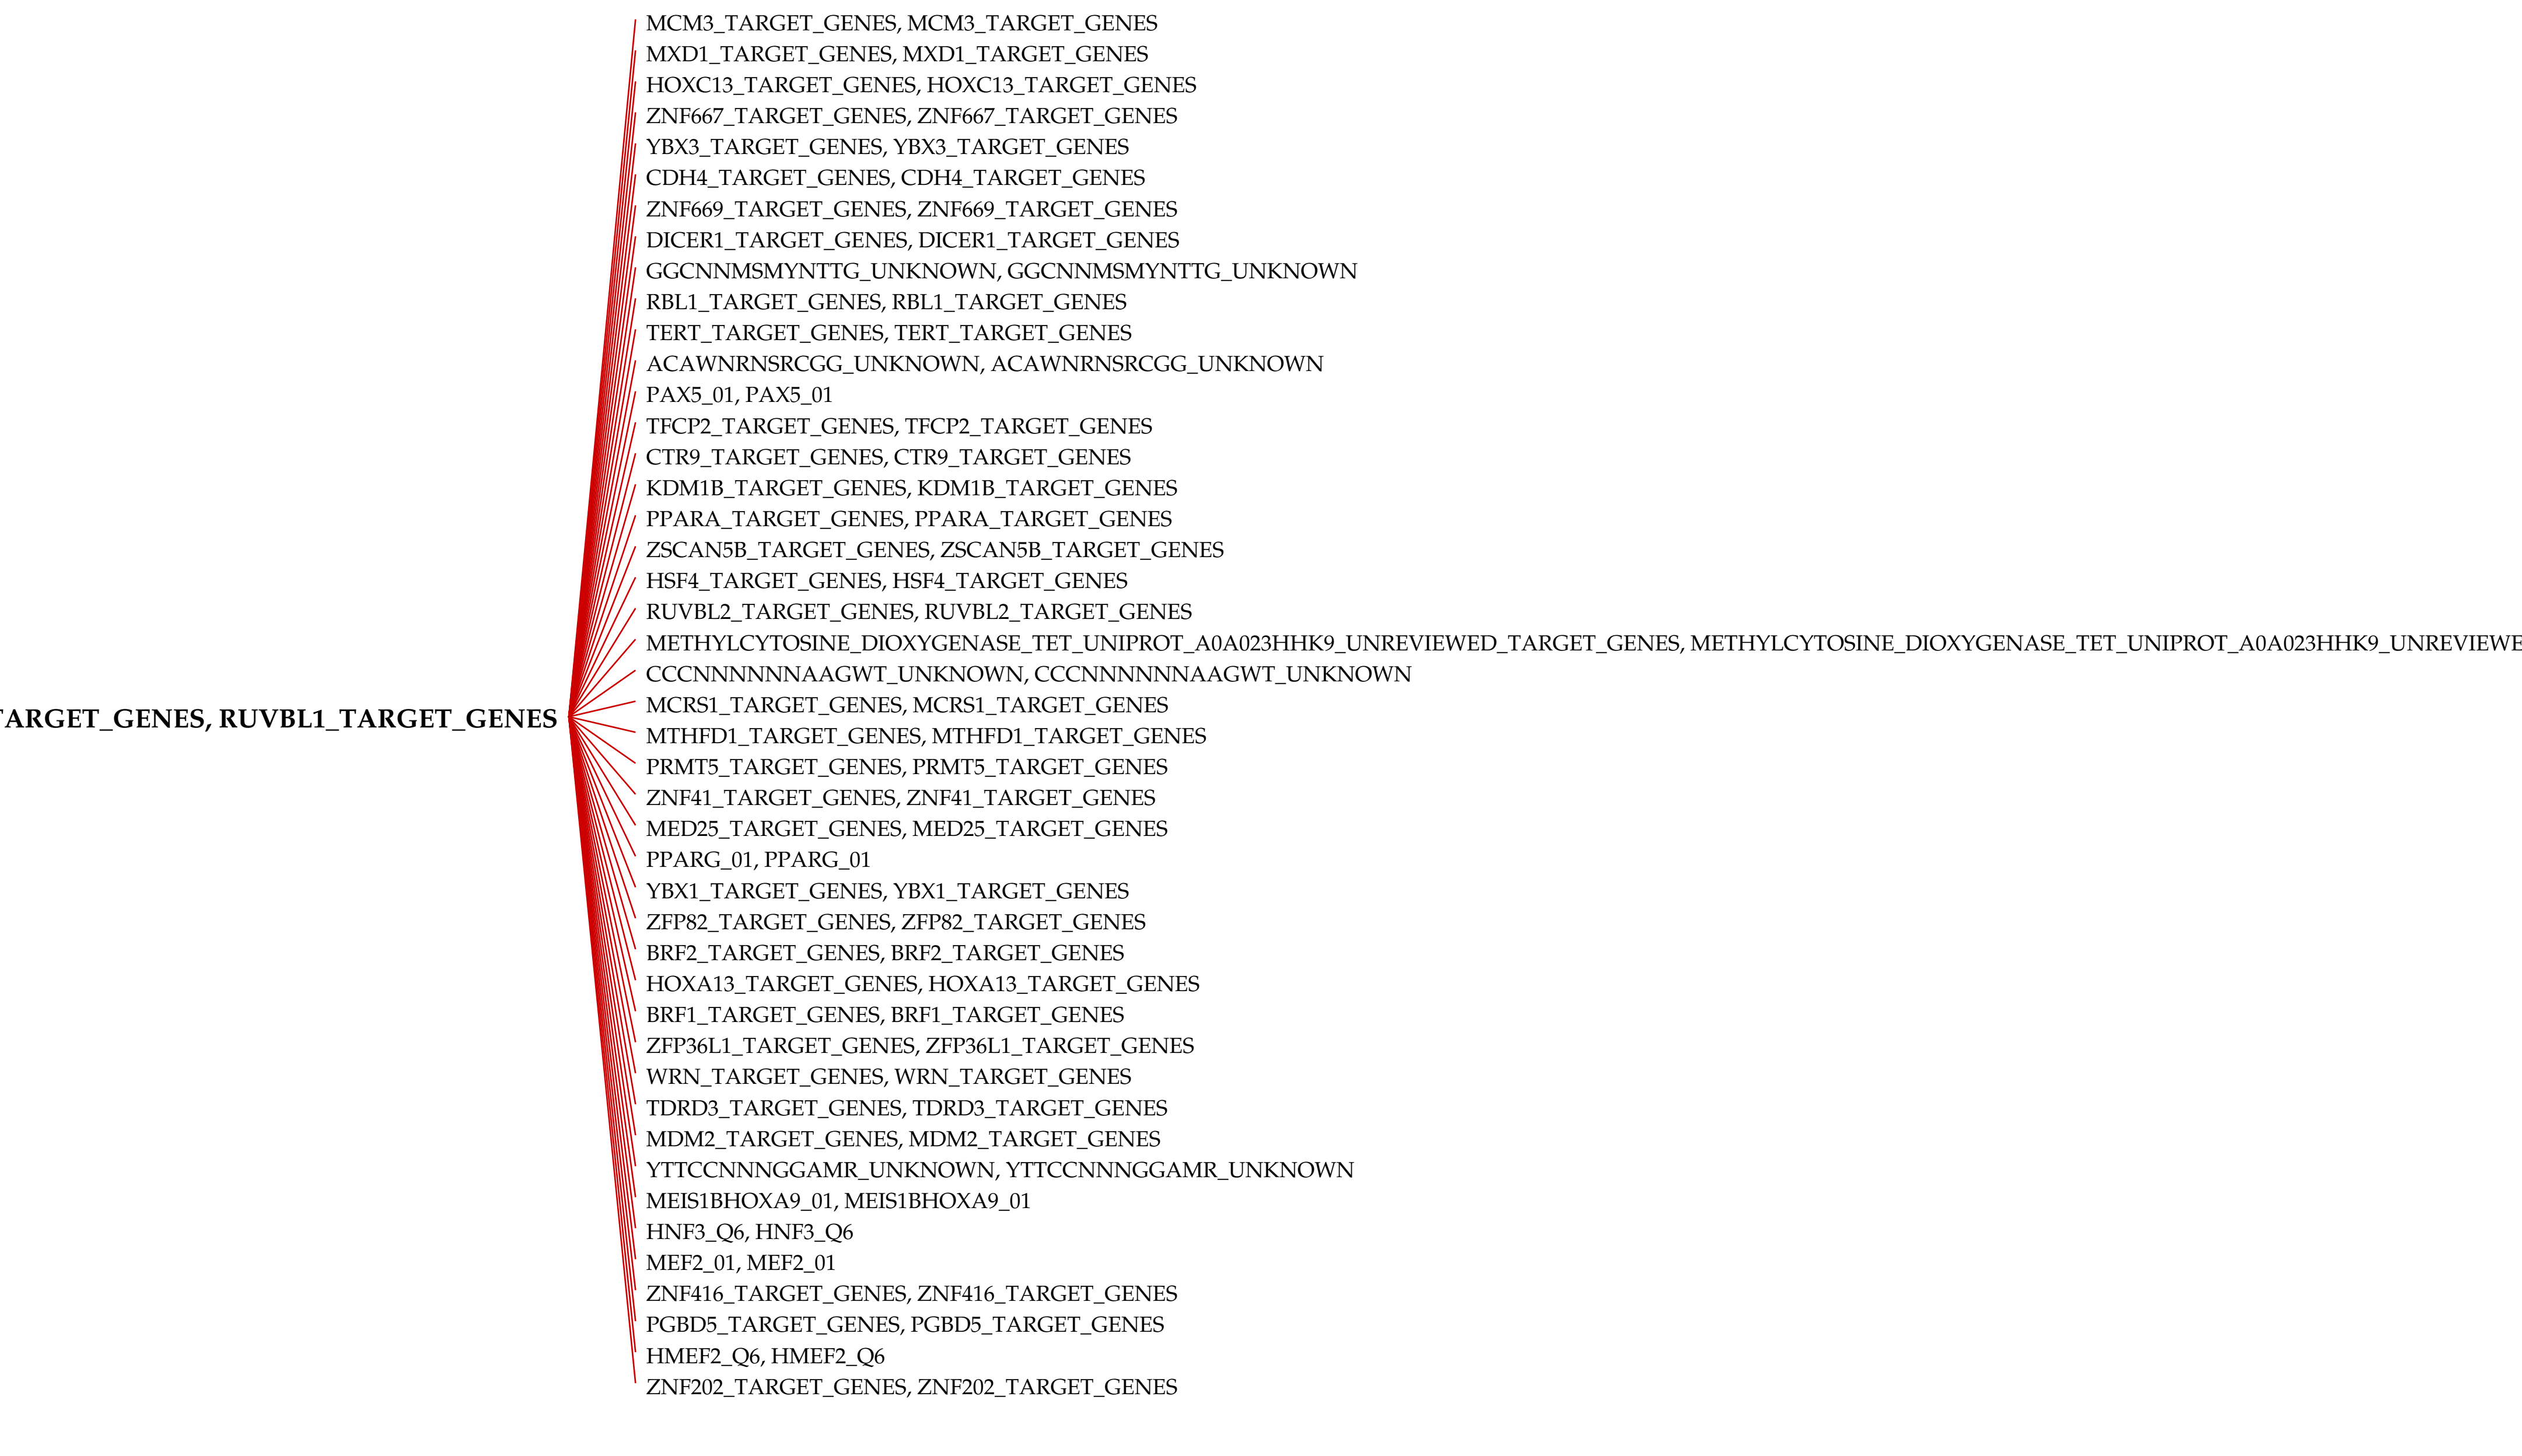 MCM3_TARGET_GENES, MCM3_TARGET_GENES
MXD1_TARGET_GENES, MXD1_TARGET_GENES
HOXC13_TARGET_GENES, HOXC13_TARGET_GENES
ZNF667_TARGET_GENES, ZNF667_TARGET_GENES
YBX3_TARGET_GENES, YBX3_TARGET_GENES
CDH4_TARGET_GENES, CDH4_TARGET_GENES
ZNF669_TARGET_GENES, ZNF669_TARGET_GENES
DICER1_TARGET_GENES, DICER1_TARGET_GENES
GGCNNMSMYNTTG_UNKNOWN, GGCNNMSMYNTTG_UNKNOWN
RBL1_TARGET_GENES, RBL1_TARGET_GENES
TERT_TARGET_GENES, TERT_TARGET_GENES
ACAWNRNSRCGG_UNKNOWN, ACAWNRNSRCGG_UNKNOWN
PAX5_01, PAX5_01
TFCP2_TARGET_GENES, TFCP2_TARGET_GENES
CTR9_TARGET_GENES, CTR9_TARGET_GENES
KDM1B_TARGET_GENES, KDM1B_TARGET_GENES
PPARA_TARGET_GENES, PPARA_TARGET_GENES
ZSCAN5B_TARGET_GENES, ZSCAN5B_TARGET_GENES
HSF4_TARGET_GENES, HSF4_TARGET_GENES
RUVBL2_TARGET_GENES, RUVBL2_TARGET_GENES
METHYLCYTOSINE_DIOXYGENASE_TET_UNIPROT_A0A023HHK9_UNREVIEWED_TARGET_GENES, METHYLCYTOSINE_DIOXYGENASE_TET_UNIPROT_A0A023HHK9_UNREVIEWE
CCCNNNNNNAAGWT_UNKNOWN, CCCNNNNNNAAGWT_UNKNOWN
MCRS1_TARGET_GENES, MCRS1_TARGET_GENES
TARGET_GENES, RUVBL1_TARGET_GENES
MTHFD1_TARGET_GENES, MTHFD1_TARGET_GENES
PRMT5_TARGET_GENES, PRMT5_TARGET_GENES
ZNF41_TARGET_GENES, ZNF41_TARGET_GENES
MED25_TARGET_GENES, MED25_TARGET_GENES
PPARG_01, PPARG_01
YBX1_TARGET_GENES, YBX1_TARGET_GENES
ZFP82_TARGET_GENES, ZFP82_TARGET_GENES
BRF2_TARGET_GENES, BRF2_TARGET_GENES
HOXA13_TARGET_GENES, HOXA13_TARGET_GENES
BRF1_TARGET_GENES, BRF1_TARGET_GENES
ZFP36L1_TARGET_GENES, ZFP36L1_TARGET_GENES
WRN_TARGET_GENES, WRN_TARGET_GENES
TDRD3_TARGET_GENES, TDRD3_TARGET_GENES
MDM2_TARGET_GENES, MDM2_TARGET_GENES
YTTCCNNNGGAMR_UNKNOWN, YTTCCNNNGGAMR_UNKNOWN
MEIS1BHOXA9_01, MEIS1BHOXA9_01
HNF3_Q6, HNF3_Q6
MEF2_01, MEF2_01
ZNF416_TARGET_GENES, ZNF416_TARGET_GENES
PGBD5_TARGET_GENES, PGBD5_TARGET_GENES
HMEF2_Q6, HMEF2_Q6
ZNF202_TARGET_GENES, ZNF202_TARGET_GENES